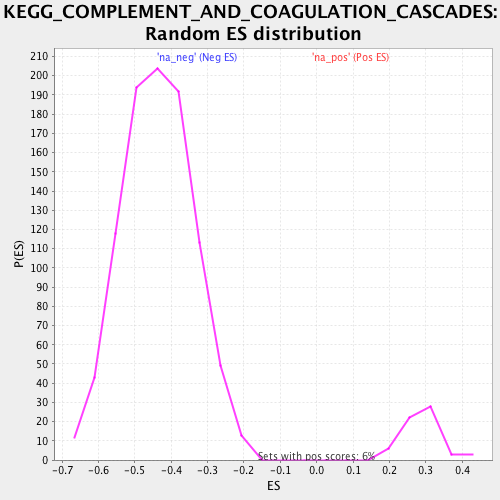 KEGG_COMPLEMENT_AND_COAGULATION_CASCADES:
Random ES distribution
'na_neg' (Neg ES)
'na_pos' (Pos ES)
210
200
190
180
170
160
150
140
130
120
110
100
90
80
70
60
50
40
30
20
10
0
P(ES)
Sets with pos scores: 6%
-0.7 -0.6 -0.5 -0.4 -0.3 -0.2 -0.1 0.0 0.1 0.2 0.3 0.4
ES